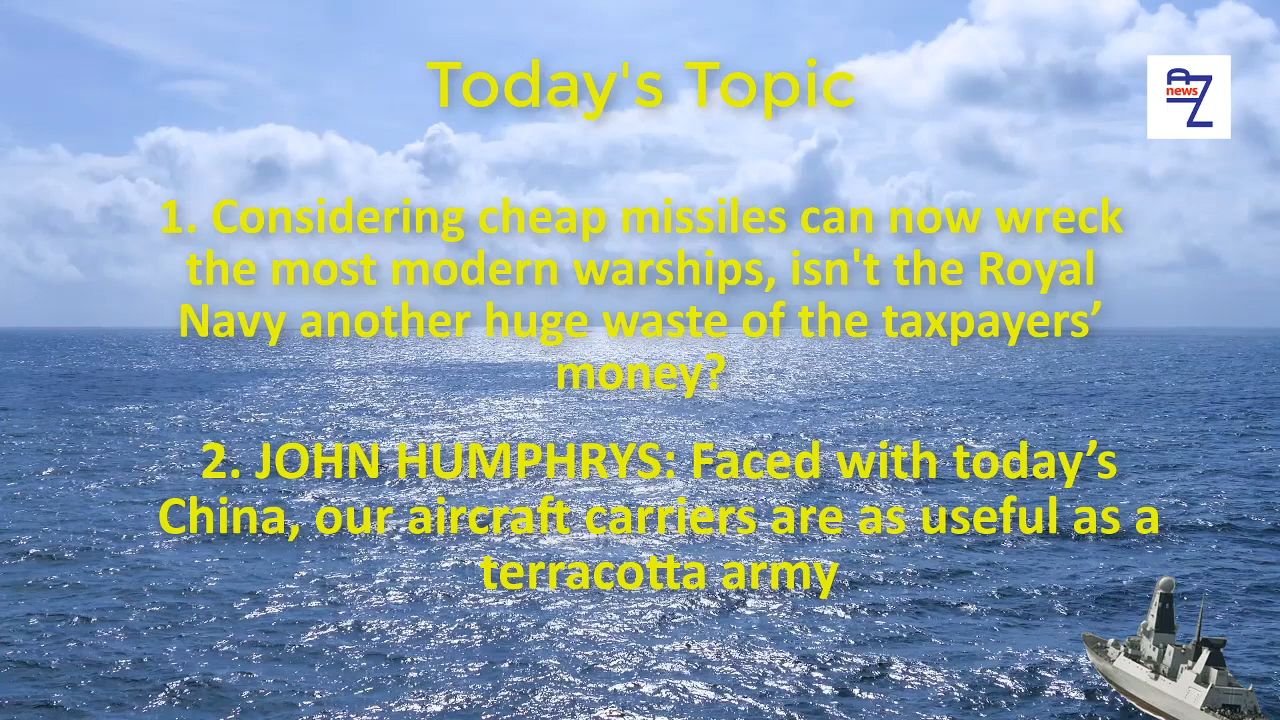 Today's Topic
A
news
Z
1. Considering cheap missiles can now wreck
the most modern warships, isn't the Royal
Navy another huge waste of the taxpayers’
money?
2. JOHN HUMPHRYS: Faced with today’s
China, our aircraft carriers are as useful as a
terracotta army